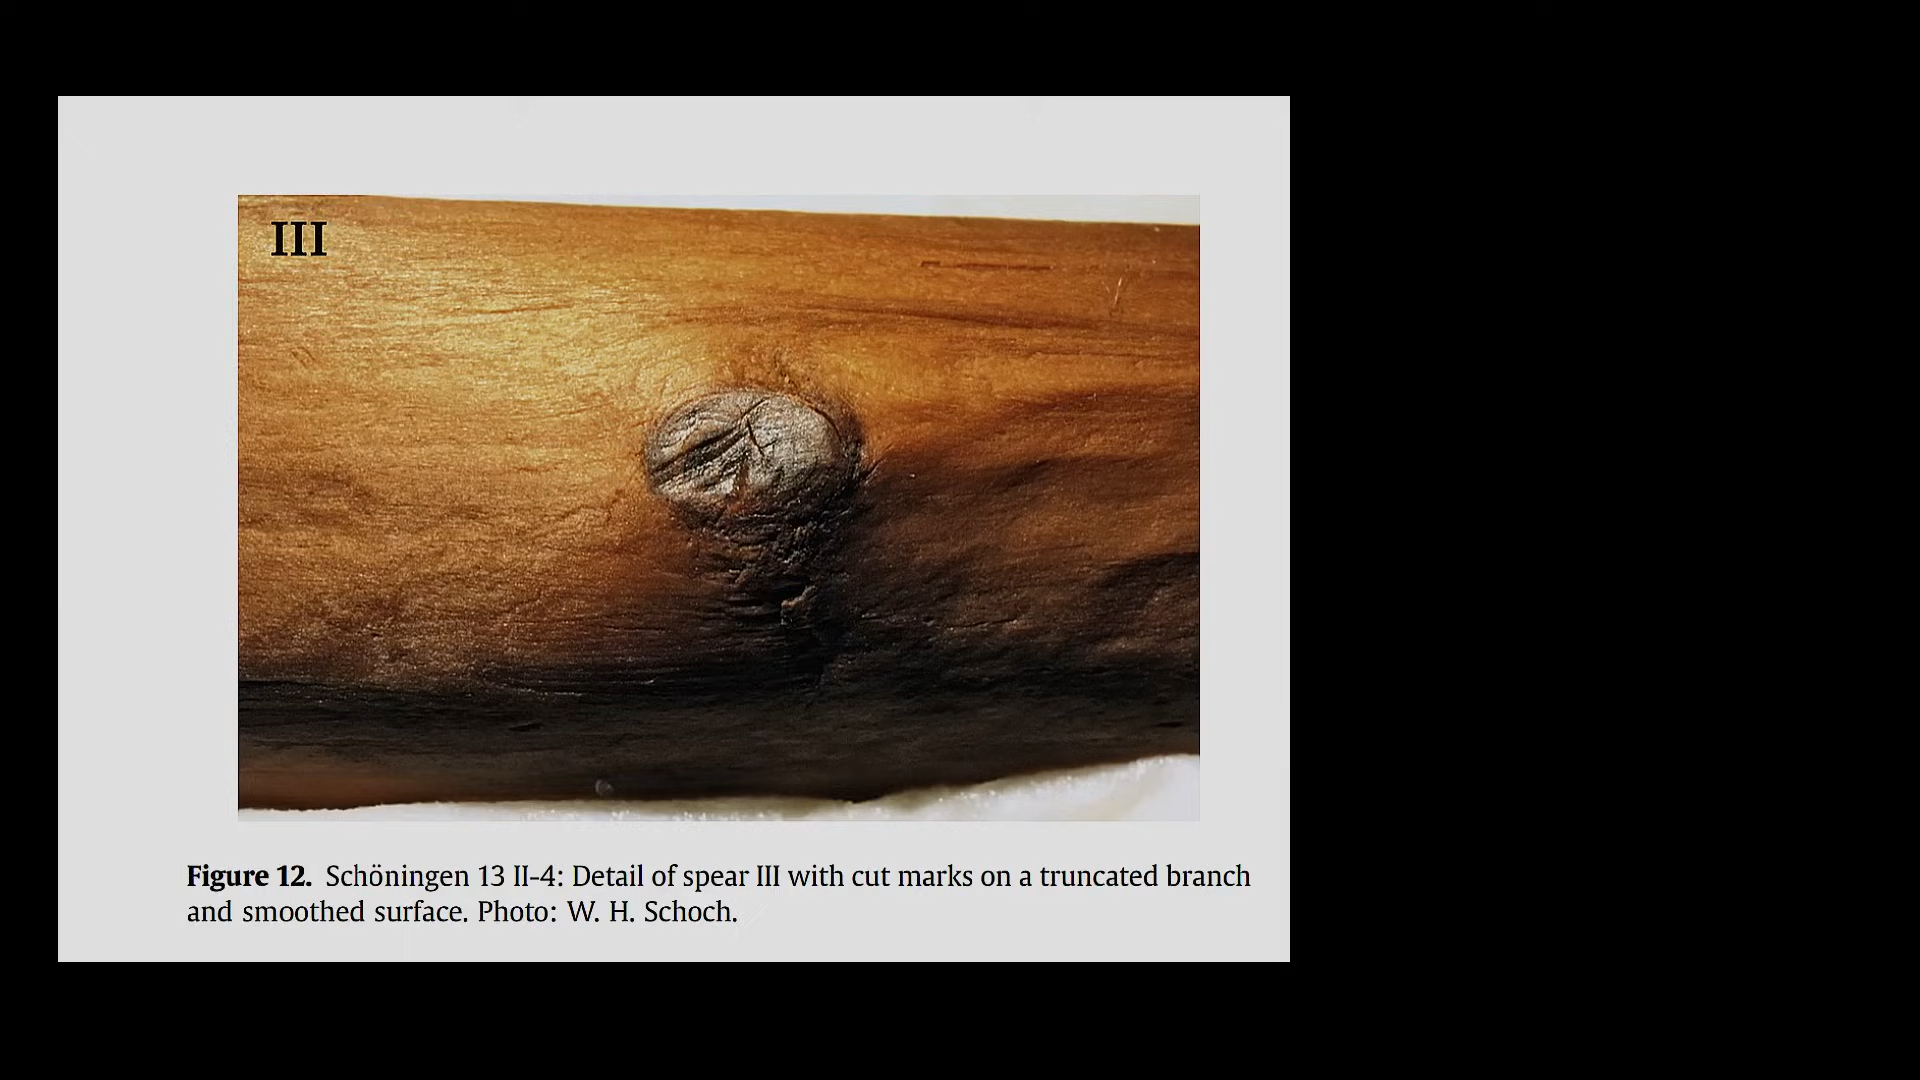 III
Figure 12. Schöningen 13 II-4: Detail of spear III with cut marks on a truncated branch
and smoothed surface. Photo: W. H. Schoch.